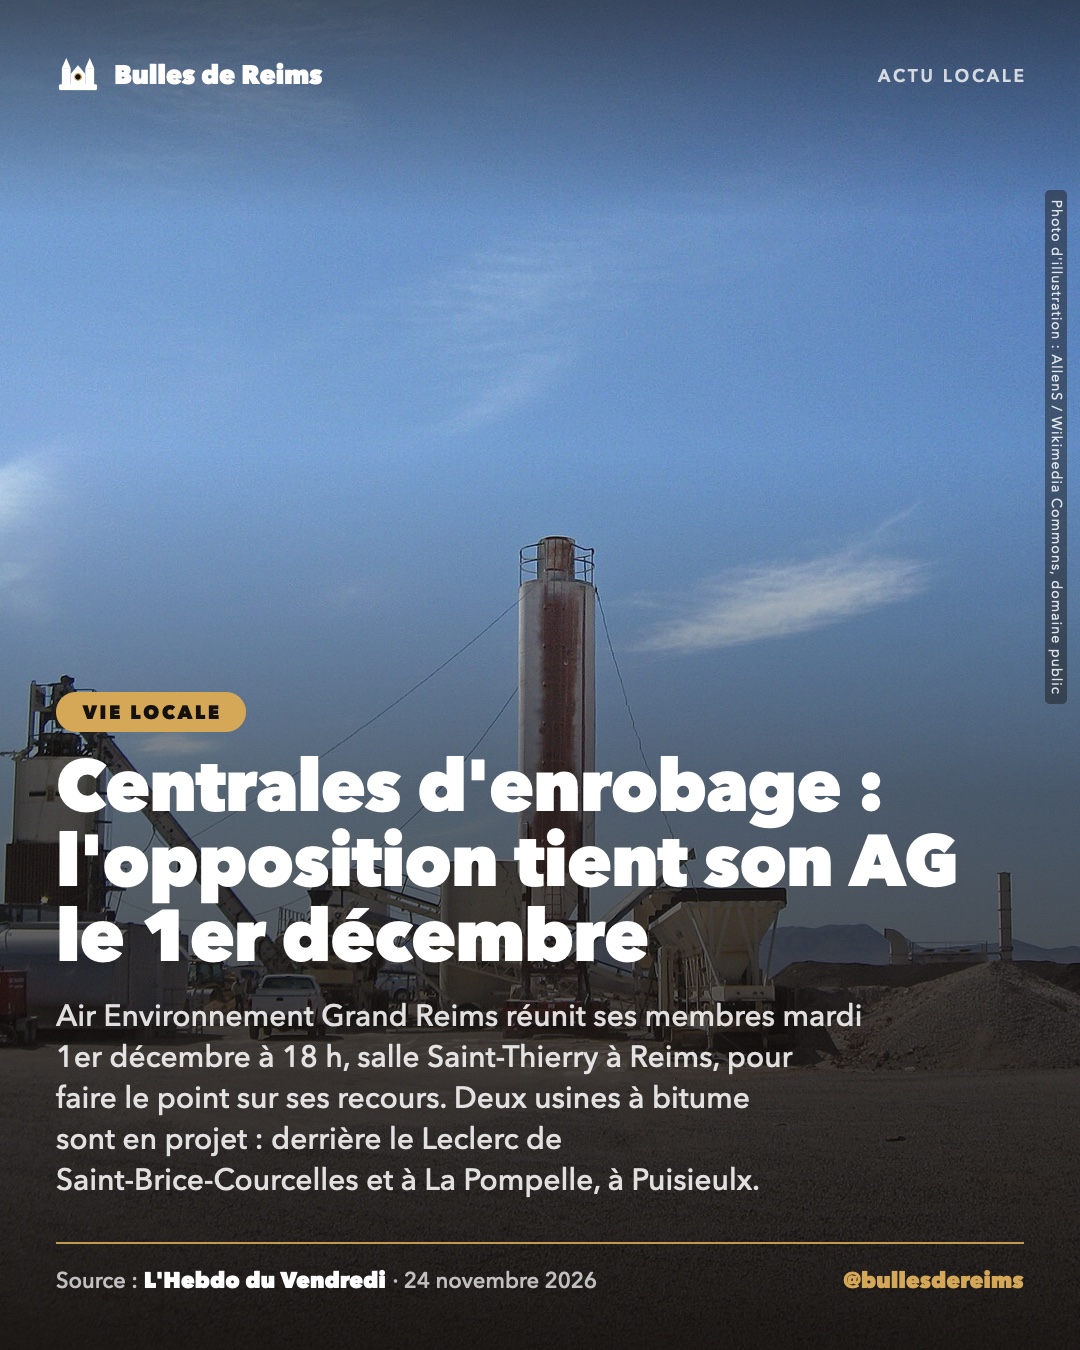 Bulles de Reims
ACTU LOCALE
Photo d'illustration : AllenS / Wikimedia Commons, domaine public
VIE LOCALE
Centrales d'enrobage :
l'opposition tient son AG
le 1er décembre
Air Environnement Grand Reims réunit ses membres mardi
1er décembre à 18 h, salle Saint-Thierry à Reims, pour
faire le point sur ses recours. Deux usines à bitume
sont en projet : derrière le Leclerc de
Saint-Brice-Courcelles et à La Pompelle, à Puisieulx.
Source : L'Hebdo du Vendredi · 24 novembre 2026
@bullesdereims